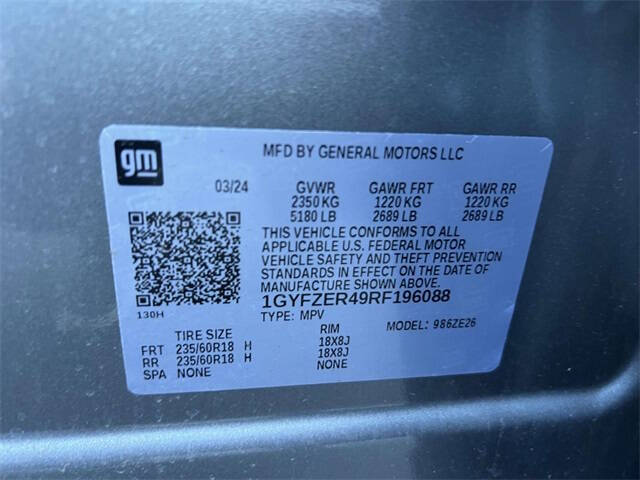 gm
MFD BY GENERAL MOTORS LLC
03/24 GVWR GAWR FRT GAWR RR
2350 KG 1220 KG 1220 KG
5180 LB 2689 LB 2689 LB
THIS VEHICLE CONFORMS TO ALL
APPLICABLE U.S. FEDERAL MOTOR
VEHICLE SAFETY AND THEFT PREVENTION
STANDARDS IN EFFECT ON THE DATE OF
MANUFACTURE SHOWN ABOVE.
1GYFZER49RF196088
130H TYPE: MPV MODEL: 986ZE26
TIRE SIZE RIM
FRT 235/60R18 H 18X8J
RR 235/60R18 H 18X8J
SPA NONE NONE